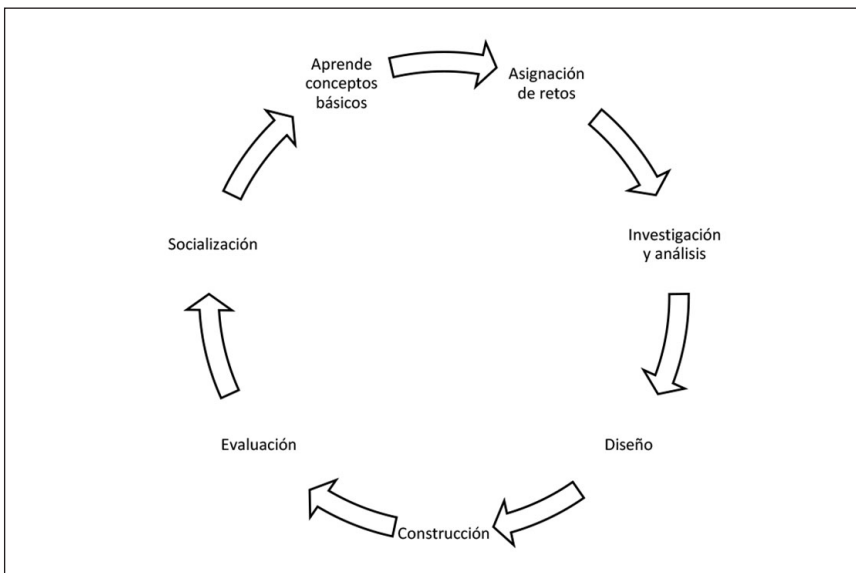 Aprende
conceptos
básicos
Asignación
de retos
Investigación
y análisis
Diseño
Construcción
Evaluación
Socialización